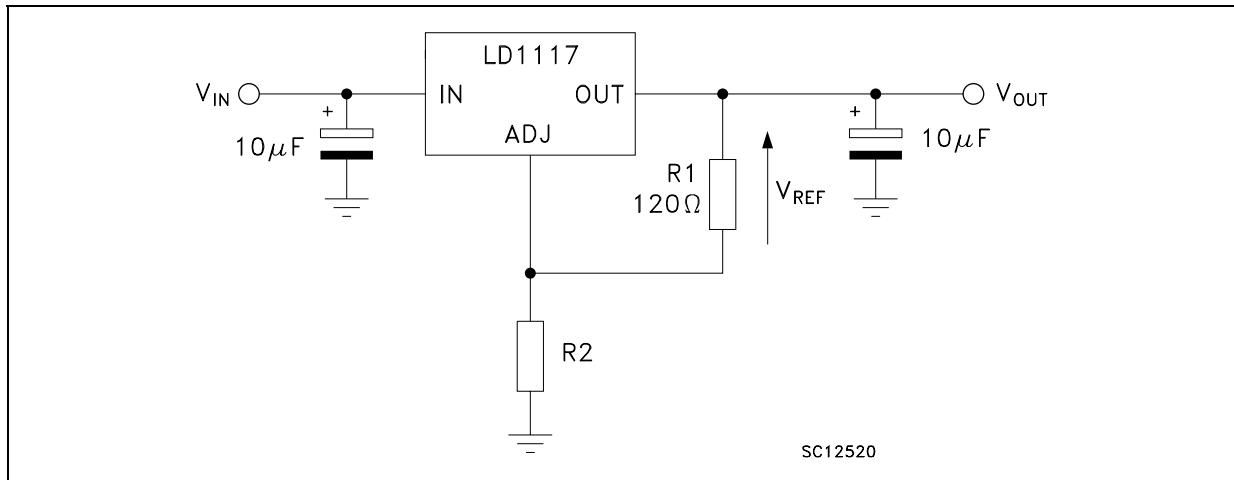 LD1117
V_IN
IN
OUT
V_OUT
+
+
10μF
ADJ
10μF
R1
120Ω
V_REF
R2
SC12520